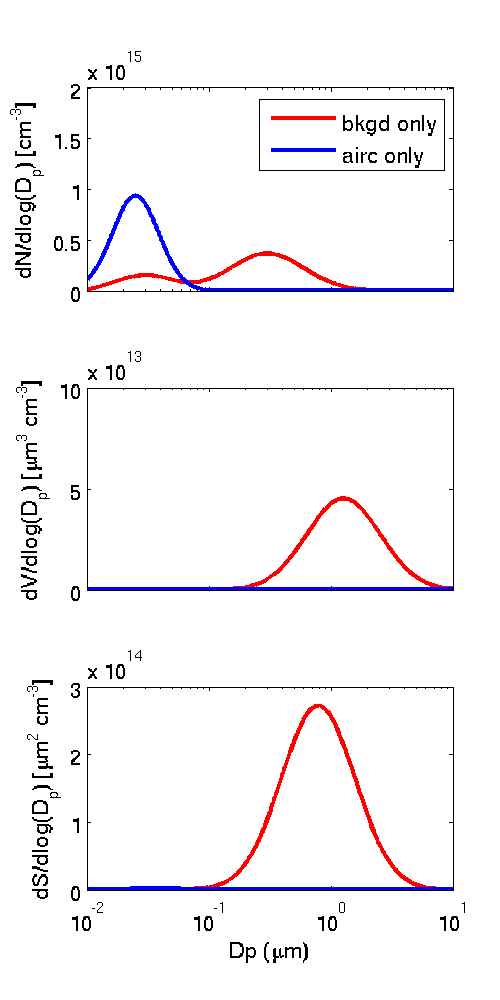 x 10^15
2
1.5
1
0.5
0
dN/dlog(D_p) [cm^-3]
bkgd only
airc only
x 10^13
10
5
0
dV/dlog(D_p) [μm^3 cm^-3]
x 10^14
3
2
1
0
dS/dlog(D_p) [μm^2 cm^-3]
10^-2 10^-1 10^0 10^1
Dp (μm)